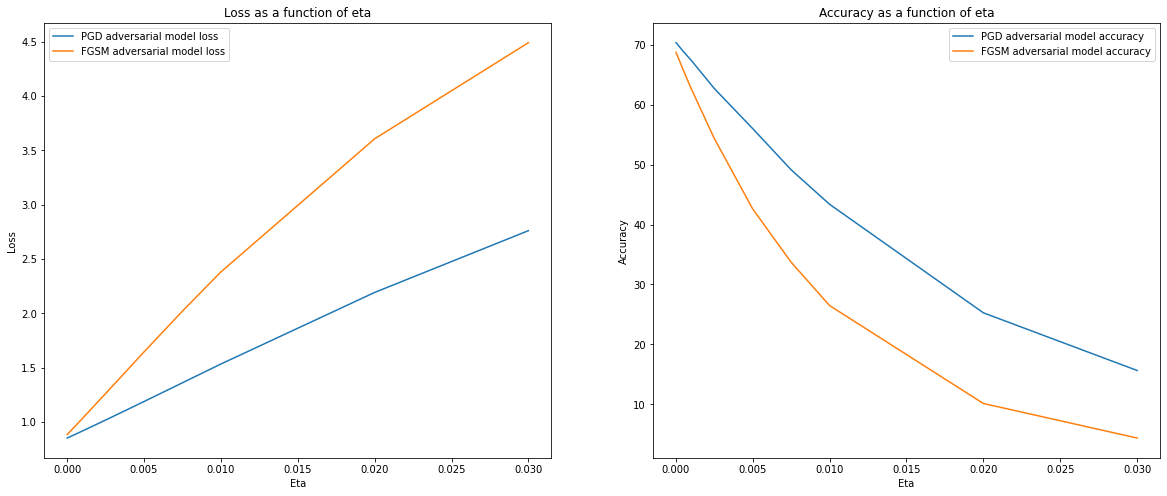 Loss as a function of eta
PGD adversarial model loss
FGSM adversarial model loss
4.5
4.0
3.5
3.0
2.5
2.0
1.5
1.0
Loss
0.000 0.005 0.010 0.015 0.020 0.025 0.030
Eta
Accuracy as a function of eta
PGD adversarial model accuracy
FGSM adversarial model accuracy
70
60
50
40
30
20
10
Accuracy
0.000 0.005 0.010 0.015 0.020 0.025 0.030
Eta